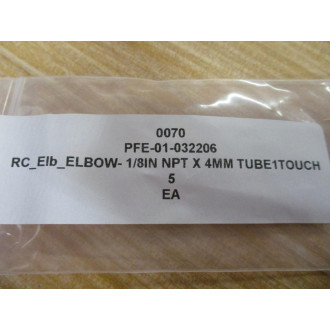 0070
PFE-01-032206
RC_Elb_ELBOW- 1/8IN NPT X 4MM TUBE1TOUCH
5
EA